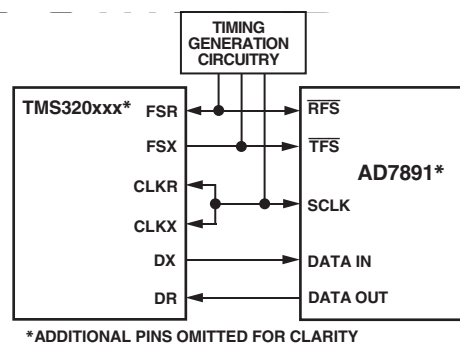 TIMING
GENERATION
CIRCUITRY
TMS320xxx*
FSR
RFS
FSX
TFS
AD7891*
CLKR
SCLK
CLKX
DX
DATA IN
DR
DATA OUT
*ADDITIONAL PINS OMITTED FOR CLARITY